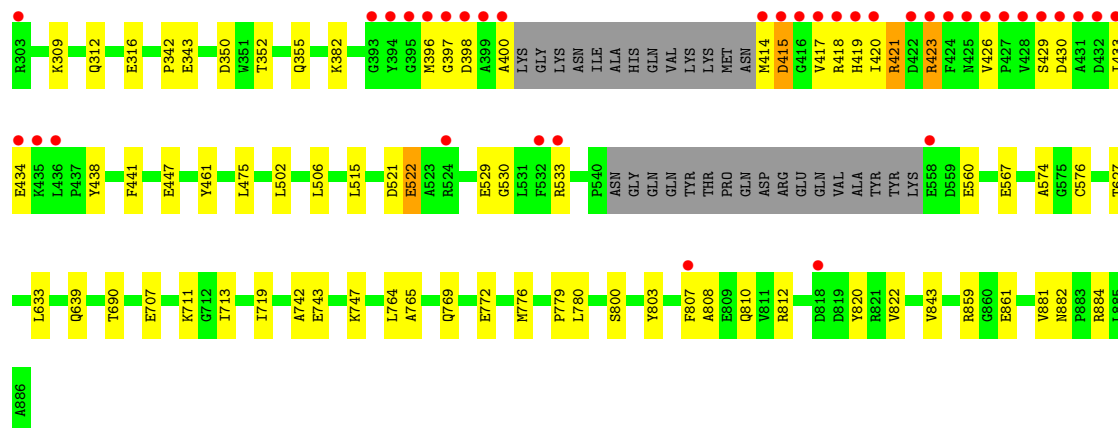 R303 K309 Q312 E316 P342 E343 D350 W351 T352 Q355 K382 G393 Y394 G395 M396 G397 D398 A399 A400 LYS GLY LYS ASN ILE ALA HIS GLN VAL LYS LYS MET ASN M414 D415 G416 V417 R418 H419 I420 R421 D422 R423 F424 N425 V426 P427 V428 S429 D430 A431 D432 I433
E434 K435 L436 P437 Y438 F441 E447 Y461 L475 L502 L506 L515 D521 E522 A523 R524 E529 G530 L531 F532 R533 P540 ASN GLY GLN GLN TYR THR PRO GLN ASP ARG GLU GLN VAL ALA TYR TYR LYS E558 D559 E560 E567 A574 G575 C576 T627
L633 Q639 T690 E707 K711 G712 I713 I719 A742 E743 K747 L764 A765 Q769 E772 M776 P779 L780 S800 Y803 F807 A808 E809 Q810 V811 R812 D818 D819 Y820 R821 V822 V843 R859 G860 E861 V881 N882 P883 R884 L885
A886